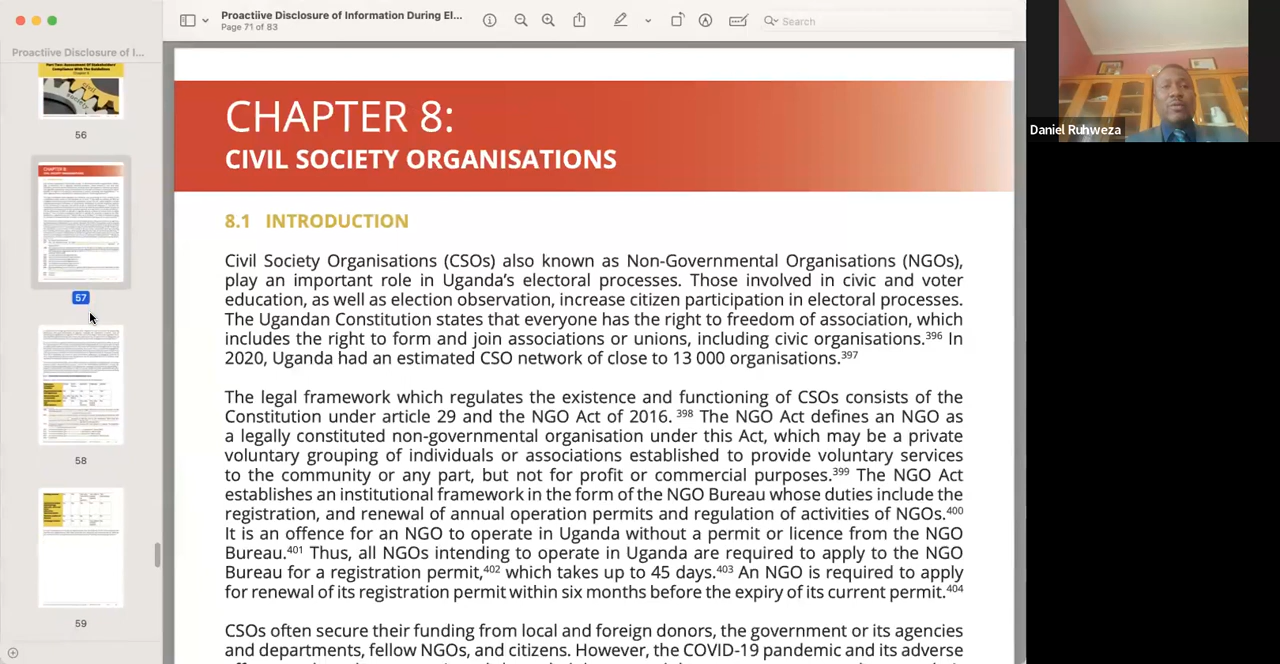 Proactiive Disclosure of Information During El...
Page 71 of 83
Search
Proactiive Disclosure of I...
Part Two: Assessment Of Stakeholders'
Compliance With The Guidelines
56
57
58
59
CHAPTER 8:
CIVIL SOCIETY ORGANISATIONS
8.1 INTRODUCTION
Civil Society Organisations (CSOs) also known as Non-Governmental Organisations (NGOs),
play an important role in Uganda's electoral processes. Those involved in civic and voter
education, as well as election observation, increase citizen participation in electoral processes.
The Ugandan Constitution states that everyone has the right to freedom of association, which
includes the right to form and join associations or unions, including civic organisations.396 In
2020, Uganda had an estimated CSO network of close to 13 000 organisations.397
The legal framework which regulates the existence and functioning of CSOs consists of the
Constitution under article 29 and the NGO Act of 2016. 398 The NGO Act defines an NGO as
a legally constituted non-governmental organisation under this Act, which may be a private
voluntary grouping of individuals or associations established to provide voluntary services
to the community or any part, but not for profit or commercial purposes.399 The NGO Act
establishes an institutional framework in the form of the NGO Bureau whose duties include the
registration, and renewal of annual operation permits and regulation of activities of NGOs.400
It is an offence for an NGO to operate in Uganda without a permit or licence from the NGO
Bureau.401 Thus, all NGOs intending to operate in Uganda are required to apply to the NGO
Bureau for a registration permit,402 which takes up to 45 days.403 An NGO is required to apply
for renewal of its registration permit within six months before the expiry of its current permit.404
CSOs often secure their funding from local and foreign donors, the government or its agencies
and departments, fellow NGOs, and citizens. However, the COVID-19 pandemic and its adverse
Daniel Ruhweza